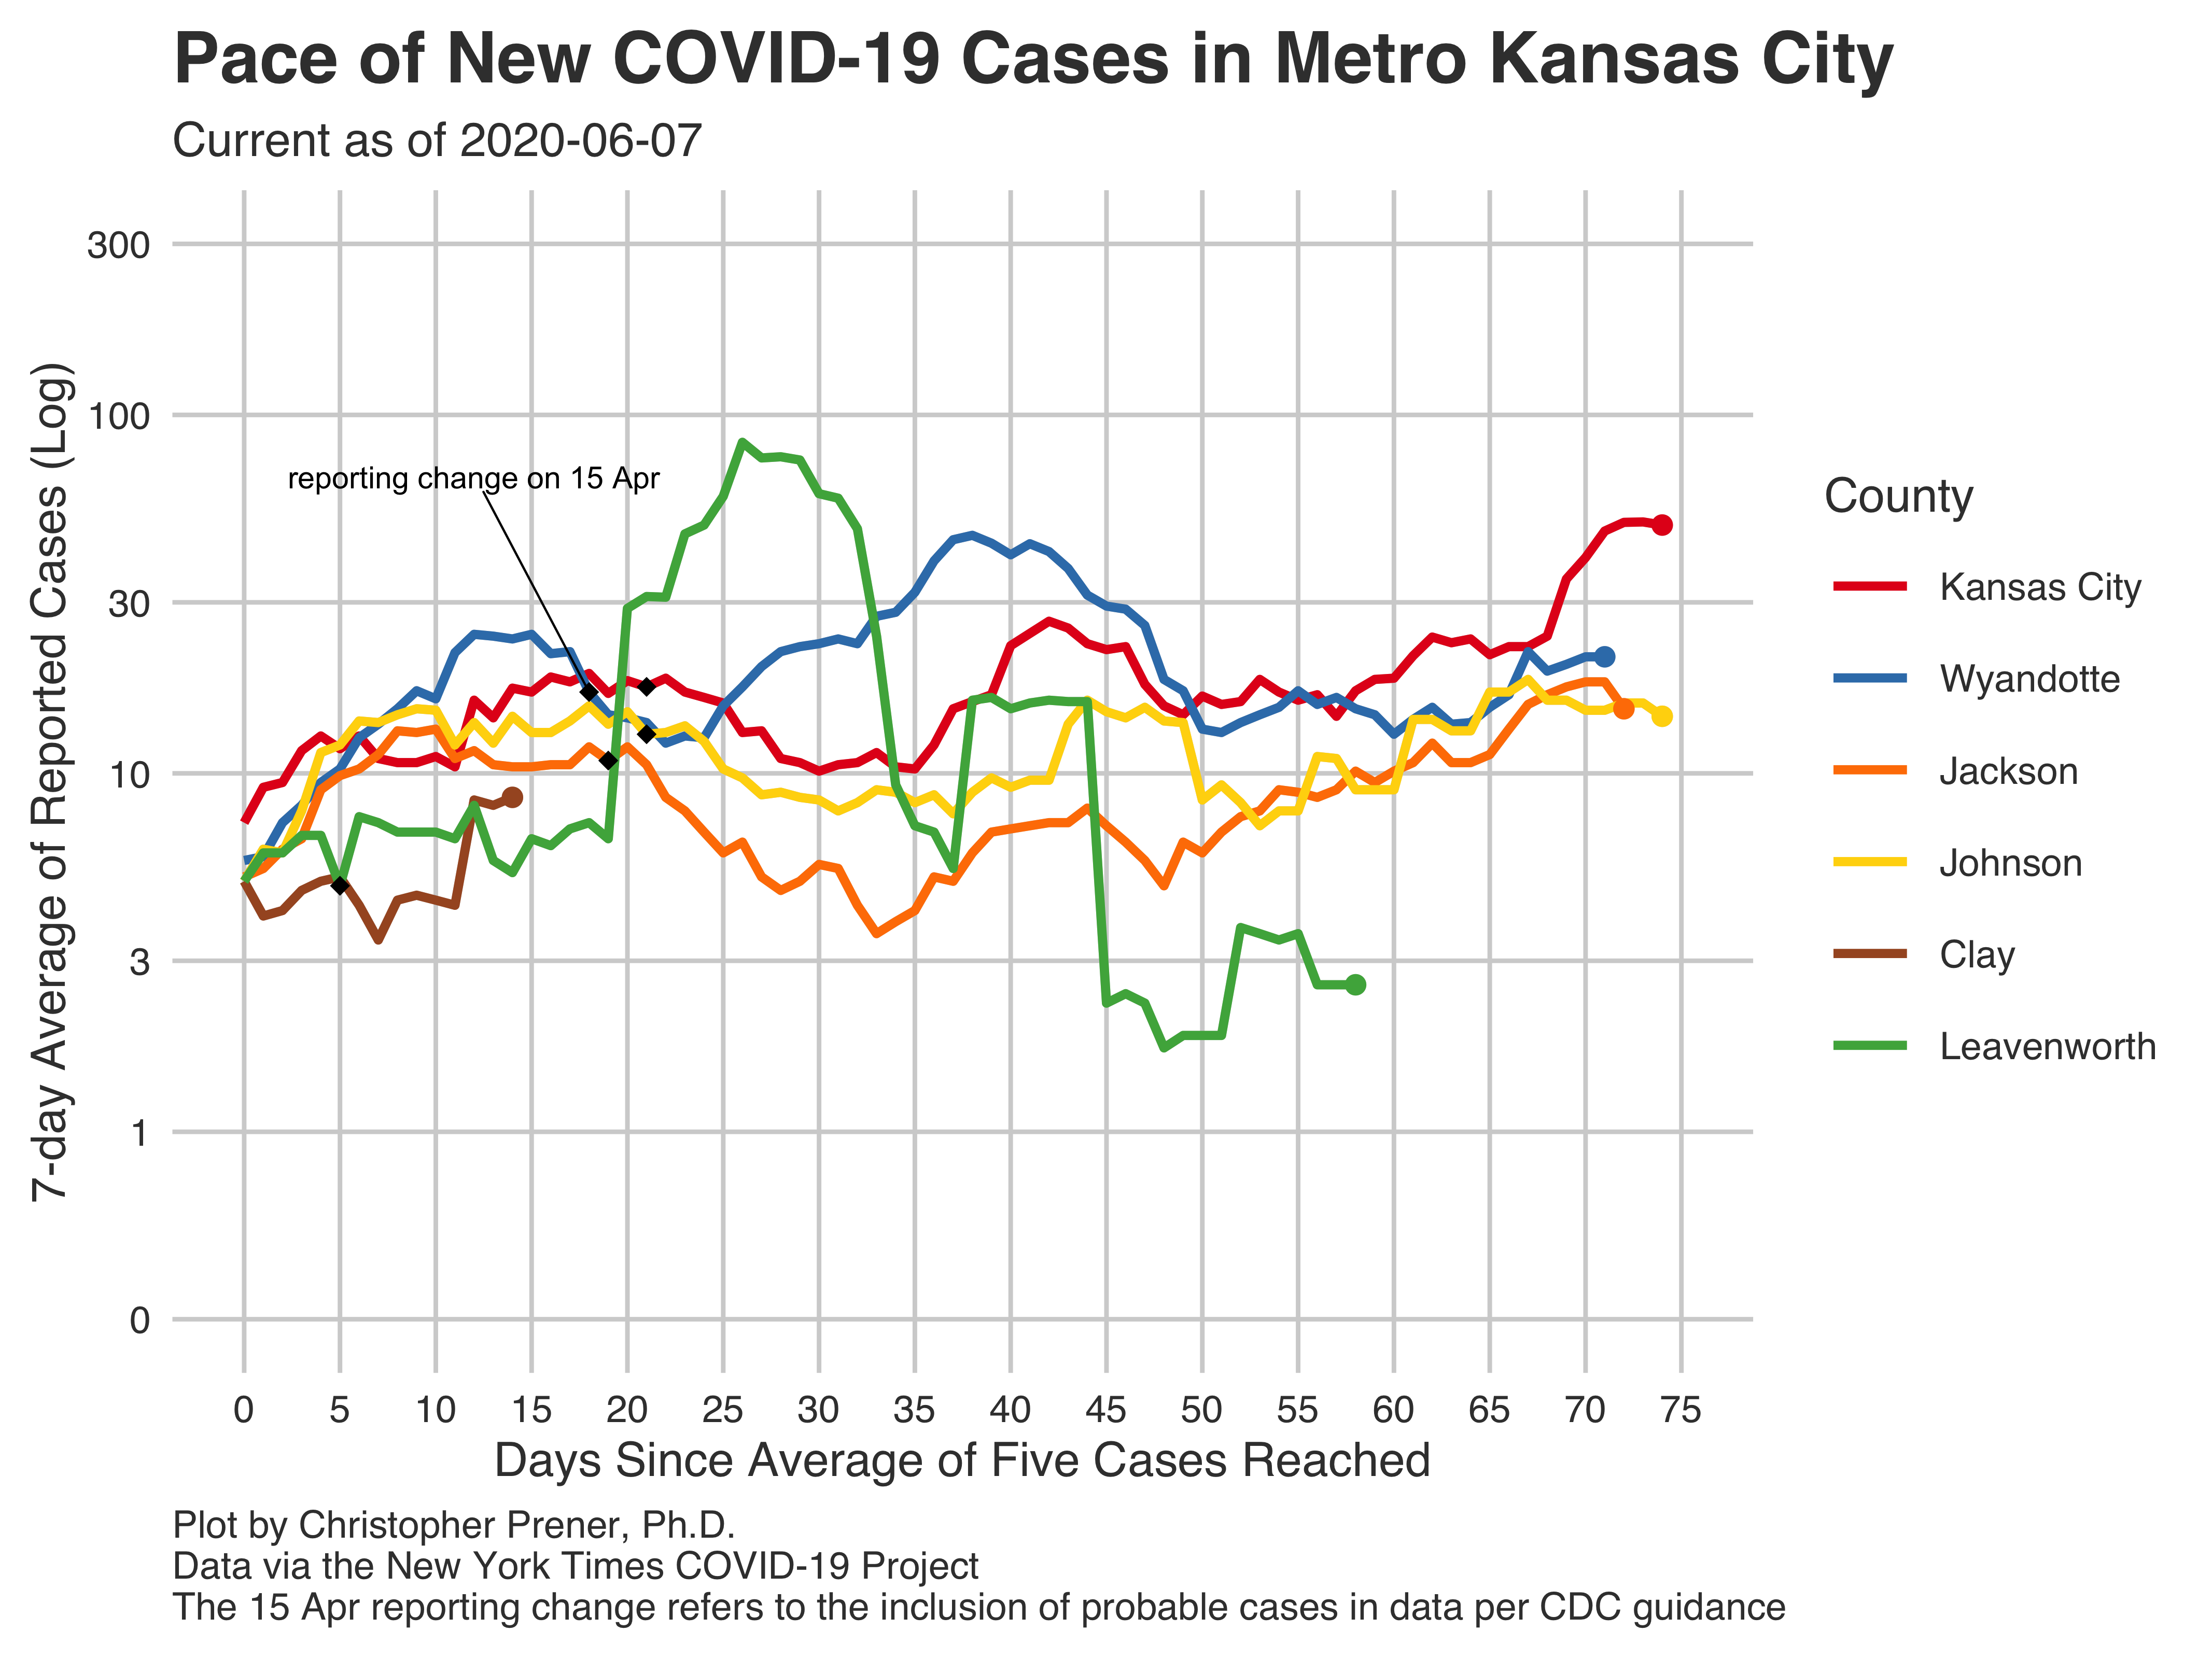 Pace of New COVID-19 Cases in Metro Kansas City
Current as of 2020-06-07
7-day Average of Reported Cases (Log)
300
100
30
10
3
1
0
reporting change on 15 Apr
0 5 10 15 20 25 30 35 40 45 50 55 60 65 70 75
Days Since Average of Five Cases Reached
County
Kansas City
Wyandotte
Jackson
Johnson
Clay
Leavenworth
Plot by Christopher Prener, Ph.D.
Data via the New York Times COVID-19 Project
The 15 Apr reporting change refers to the inclusion of probable cases in data per CDC guidance